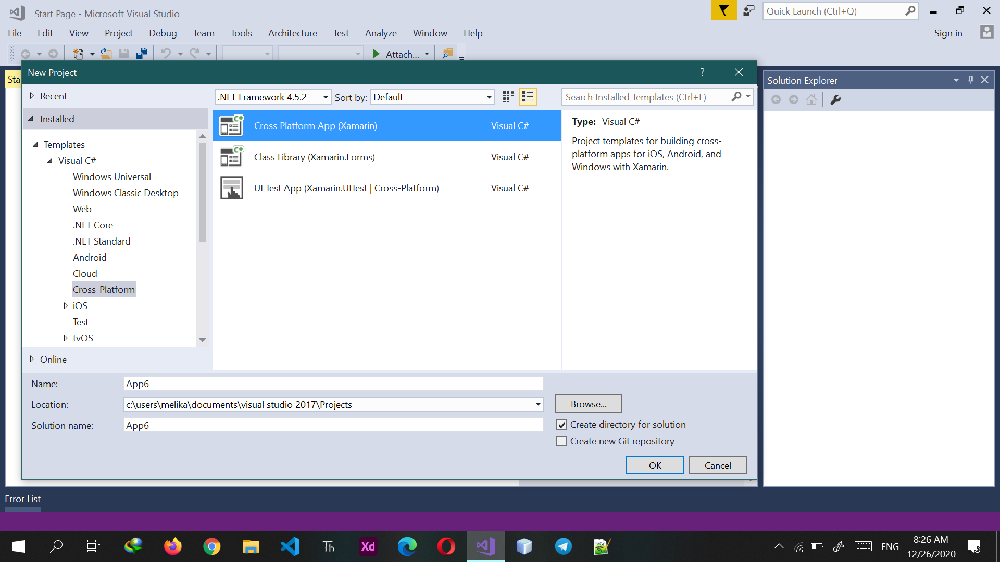 Start Page - Microsoft Visual Studio
Quick Launch (Ctrl+Q)
File Edit View Project Debug Team Tools Architecture Test Analyze Window Help
Sign in
Attach...
New Project
?
Solution Explorer
Recent
.NET Framework 4.5.2
Sort by:
Default
Search Installed Templates (Ctrl+E)
Installed
Templates
Visual C#
Windows Universal
Windows Classic Desktop
Web
.NET Core
.NET Standard
Android
Cloud
Cross-Platform
iOS
Test
tvOS
Online
Cross Platform App (Xamarin) Visual C#
Class Library (Xamarin.Forms) Visual C#
UI Test App (Xamarin.UITest | Cross-Platform) Visual C#
Type: Visual C#
Project templates for building cross-
platform apps for iOS, Android, and
Windows with Xamarin.
Name: App6
Location: c:\users\melika\documents\visual studio 2017\Projects
Browse...
Solution name: App6
Create directory for solution
Create new Git repository
OK
Cancel
Error List
Th
Xd
ENG
8:26 AM
12/26/2020